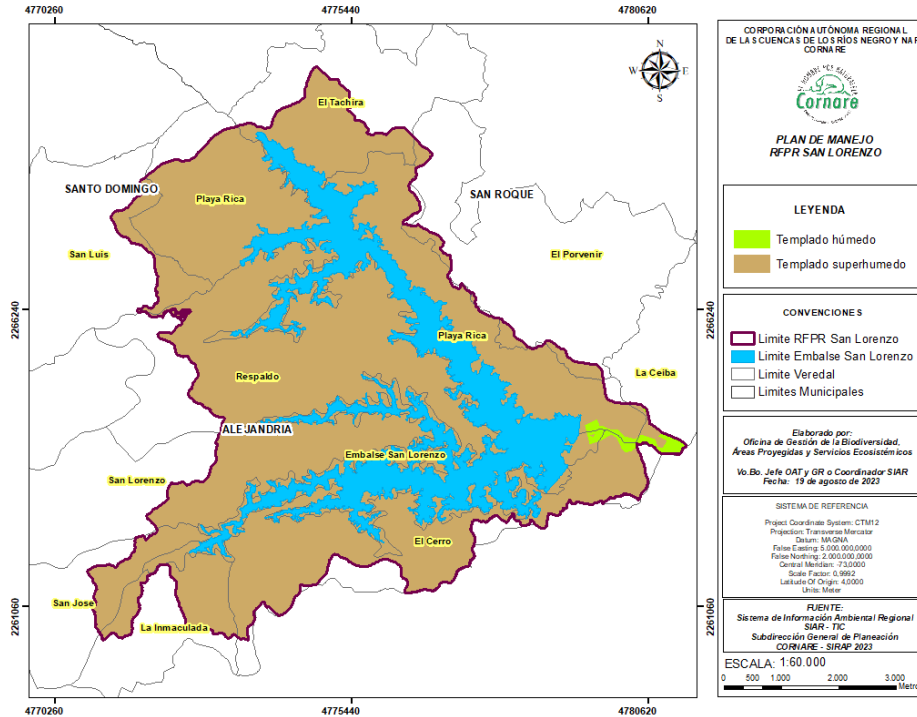 4770260
4775440
4780620
CORPORACIÓN AUTÓNOMA REGIONAL
DE LAS CUENCAS DE LOS RÍOS NEGRO Y NAR
CORNARE
Cornare
PLAN DE MANEJO
RFPR SAN LORENZO
LEYENDA
Templado húmedo
Templado superhumedo
CONVENCIONES
Limite RFPR San Lorenzo
Limite Embalse San Lorenzo
Limite Veredal
Limites Municipales
Elaborado por:
Oficina de Gestión de la Biodiversidad,
Áreas Proyegidas y Servicios Ecosistémicos
Vo.Bo. Jefe OAT y GR o Coordinador SIAR
Fecha: 19 de agosto de 2023
SISTEMA DE REFERENCIA
Project Coordinate System: CTM12
Projection: Transverse Mercator
Datum: MAGNA
False Easting: 5.000.000,0000
False Northing: 2.000.000,0000
Central Meridian: -73,0000
Scale Factor: 0,9992
Latitude Of Origin: 4,0000
Units: Meter
FUENTE:
Sistema de Información Ambiental Regional
SIAR - TIC
Subdirección General de Planeación
CORNARE - SIRAP 2023
ESCALA: 1:60.000
0 500 1.000 2.000 3.000
Metro
N
W E
S
El Tachira
SANTO DOMINGO
Playa Rica
SAN ROQUE
San Luis
El Porvenir
2266240
2266240
Playa Rica
Respaldo
La Ceiba
ALEJANDRIA
Embalse San Lorenzo
San Lorenzo
El Cerro
San Jose
La Inmaculada
2261060
2261060
4770260
4775440
4780620